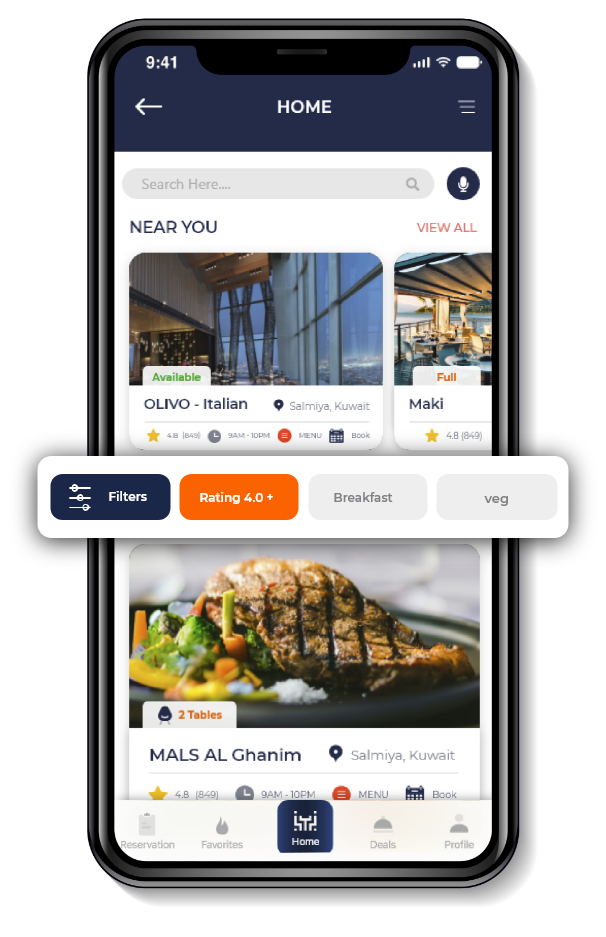 9:41
HOME
Search Here....
NEAR YOU
VIEW ALL
Available
Full
OLIVO - Italian
Salmiya, Kuwait
Maki
4.8 (849)
9AM - 10PM
MENU
Book
4.8 (849)
Filters
Rating 4.0 +
Breakfast
veg
2 Tables
MALS AL Ghanim
Salmiya, Kuwait
4.8 (849)
9AM - 10PM
MENU
Book
Reservation
Favorites
Home
Deals
Profile